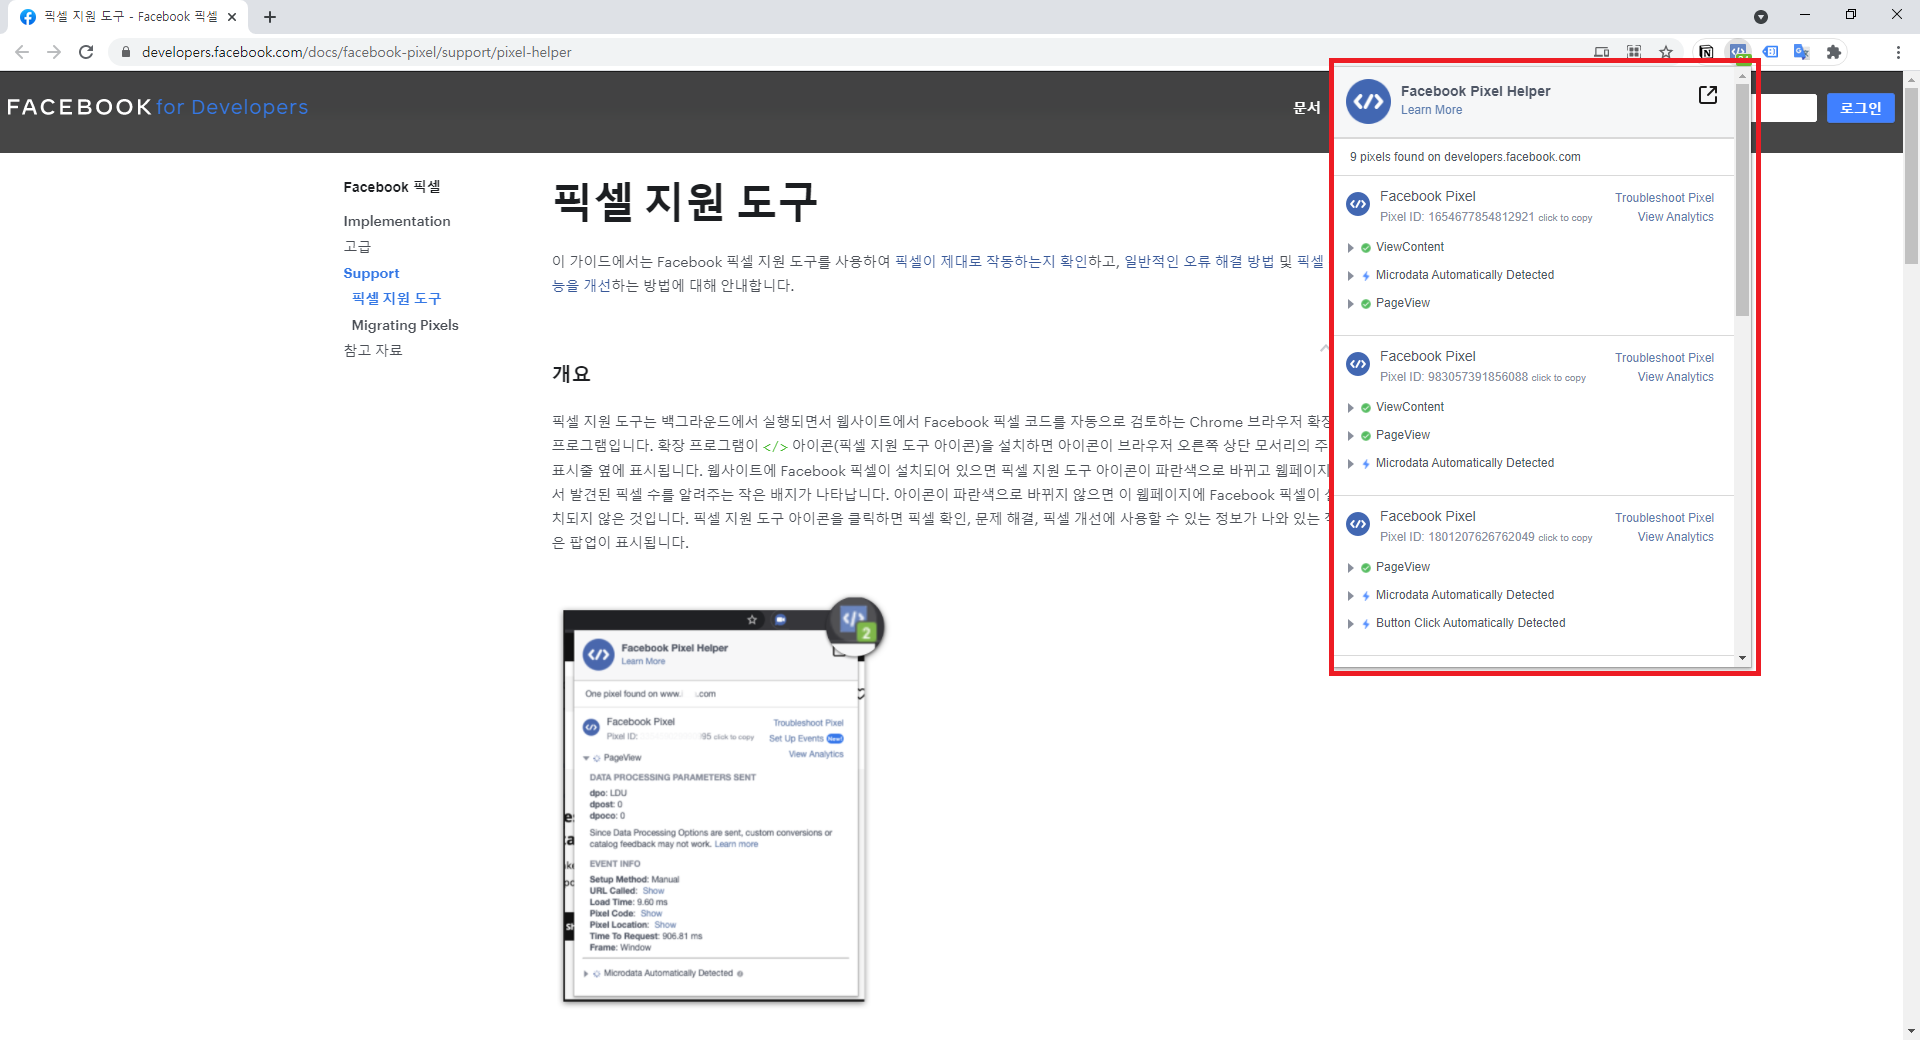 픽셀 지원 도구 - Facebook 픽셀
developers.facebook.com/docs/facebook-pixel/support/pixel-helper
FACEBOOK for Developers
문서
로그인
Facebook 픽셀
Implementation
고급
Support
픽셀 지원 도구
Migrating Pixels
참고 자료
픽셀 지원 도구
이 가이드에서는 Facebook 픽셀 지원 도구를 사용하여 픽셀이 제대로 작동하는지 확인하고, 일반적인 오류 해결 방법 및 픽셀
능을 개선하는 방법에 대해 안내합니다.
개요
픽셀 지원 도구는 백그라운드에서 실행되면서 웹사이트에서 Facebook 픽셀 코드를 자동으로 검토하는 Chrome 브라우저 확장
프로그램입니다. 확장 프로그램이 </> 아이콘(픽셀 지원 도구 아이콘)을 설치하면 아이콘이 브라우저 오른쪽 상단 모서리의 주
표시줄 옆에 표시됩니다. 웹사이트에 Facebook 픽셀이 설치되어 있으면 픽셀 지원 도구 아이콘이 파란색으로 바뀌고 웹페이지
서 발견된 픽셀 수를 알려주는 작은 배지가 나타납니다. 아이콘이 파란색으로 바뀌지 않으면 이 웹페이지에 Facebook 픽셀이
치되지 않은 것입니다. 픽셀 지원 도구 아이콘을 클릭하면 픽셀 확인, 문제 해결, 픽셀 개선에 사용할 수 있는 정보가 나와 있는
은 팝업이 표시됩니다.
</>
2
</> Facebook Pixel Helper
Learn More
One pixel found on www. .com
</> Facebook Pixel
Troubleshoot Pixel
Pixel ID: 95 click to copy
Set Up Events New!
View Analytics
PageView
DATA PROCESSING PARAMETERS SENT
dpo: LDU
dpost: 0
dpoco: 0
Since Data Processing Options are sent, custom conversions or
catalog feedback may not work. Learn more
EVENT INFO
Setup Method: Manual
URL Called: Show
Load Time: 9.60 ms
Pixel Code: Show
Pixel Location: Show
Time To Request: 906.81 ms
Frame: Window
Microdata Automatically Detected
</> Facebook Pixel Helper
Learn More
9 pixels found on developers.facebook.com
</> Facebook Pixel
Troubleshoot Pixel
Pixel ID: 1654677854812921 click to copy
View Analytics
ViewContent
Microdata Automatically Detected
PageView
</> Facebook Pixel
Troubleshoot Pixel
Pixel ID: 983057391856088 click to copy
View Analytics
ViewContent
PageView
Microdata Automatically Detected
</> Facebook Pixel
Troubleshoot Pixel
Pixel ID: 1801207626762049 click to copy
View Analytics
PageView
Microdata Automatically Detected
Button Click Automatically Detected